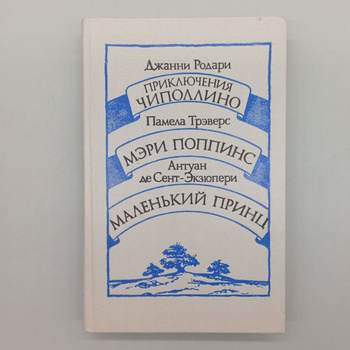 Джанни Родари
ПРИКЛЮЧЕНИЯ
ЧИПОЛЛИНО
Памела Трэверс
МЭРИ ПОППИНС
Антуан
де Сент-Экзюпери
МАЛЕНЬКИЙ ПРИНЦ